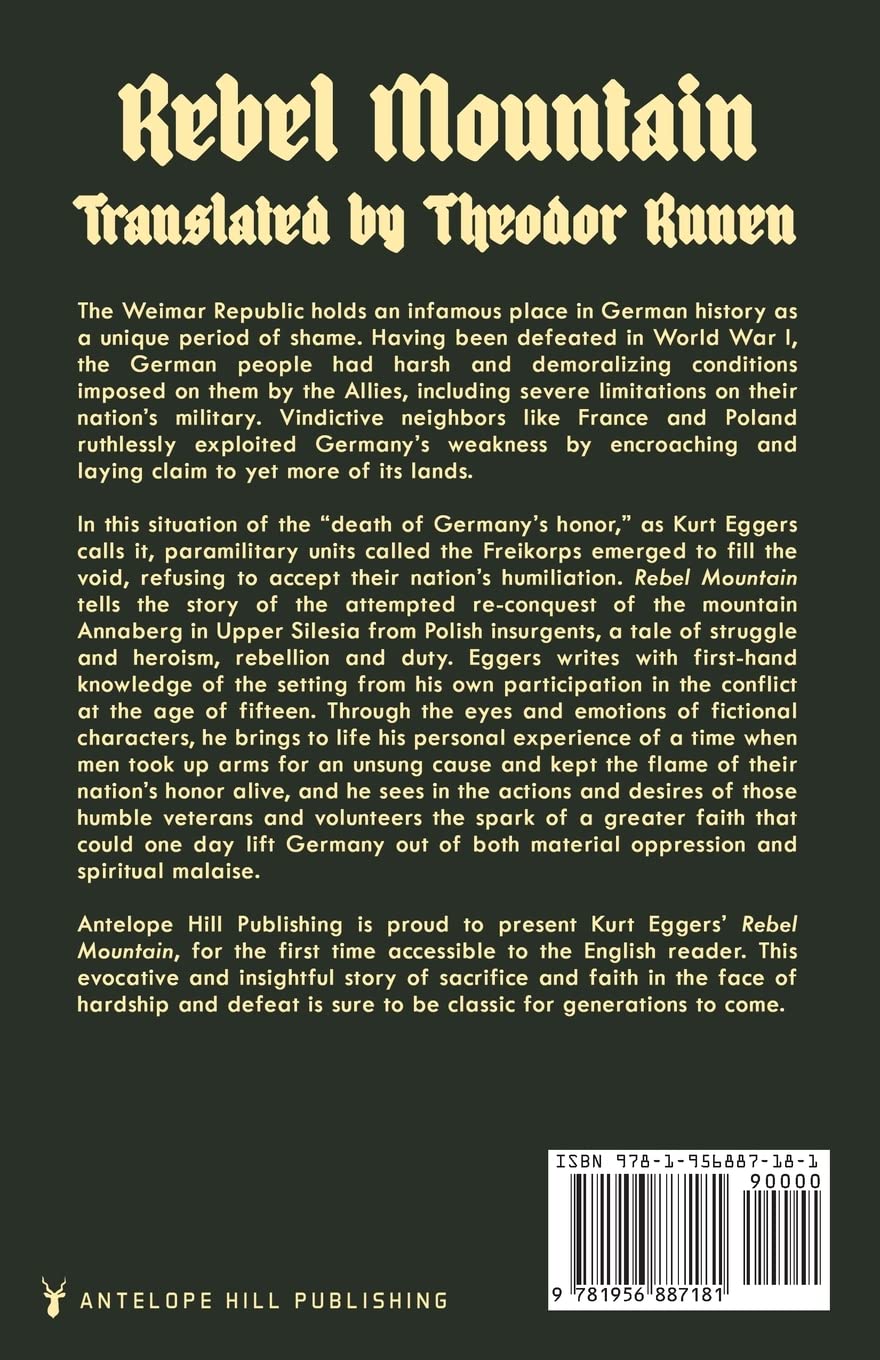 Rebel Mountain
Translated by Theodor Runen
The Weimar Republic holds an infamous place in German history as
a unique period of shame. Having been defeated in World War I,
the German people had harsh and demoralizing conditions
imposed on them by the Allies, including severe limitations on their
nation's military. Vindictive neighbors like France and Poland
ruthlessly exploited Germany's weakness by encroaching and
laying claim to yet more of its lands.
In this situation of the “death of Germany's honor,” as Kurt Eggers
calls it, paramilitary units called the Freikorps emerged to fill the
void, refusing to accept their nation's humiliation. Rebel Mountain
tells the story of the attempted re-conquest of the mountain
Annaberg in Upper Silesia from Polish insurgents, a tale of struggle
and heroism, rebellion and duty. Eggers writes with first-hand
knowledge of the setting from his own participation in the conflict
at the age of fifteen. Through the eyes and emotions of fictional
characters, he brings to life his personal experience of a time when
men took up arms for an unsung cause and kept the flame of their
nation's honor alive, and he sees in the actions and desires of those
humble veterans and volunteers the spark of a greater faith that
could one day lift Germany out of both material oppression and
spiritual malaise.
Antelope Hill Publishing is proud to present Kurt Eggers' Rebel
Mountain, for the first time accessible to the English reader. This
evocative and insightful story of sacrifice and faith in the face of
hardship and defeat is sure to be classic for generations to come.
ISBN 978-1-956887-18-1
90000
9 781956 887181
ANTELOPE HILL PUBLISHING